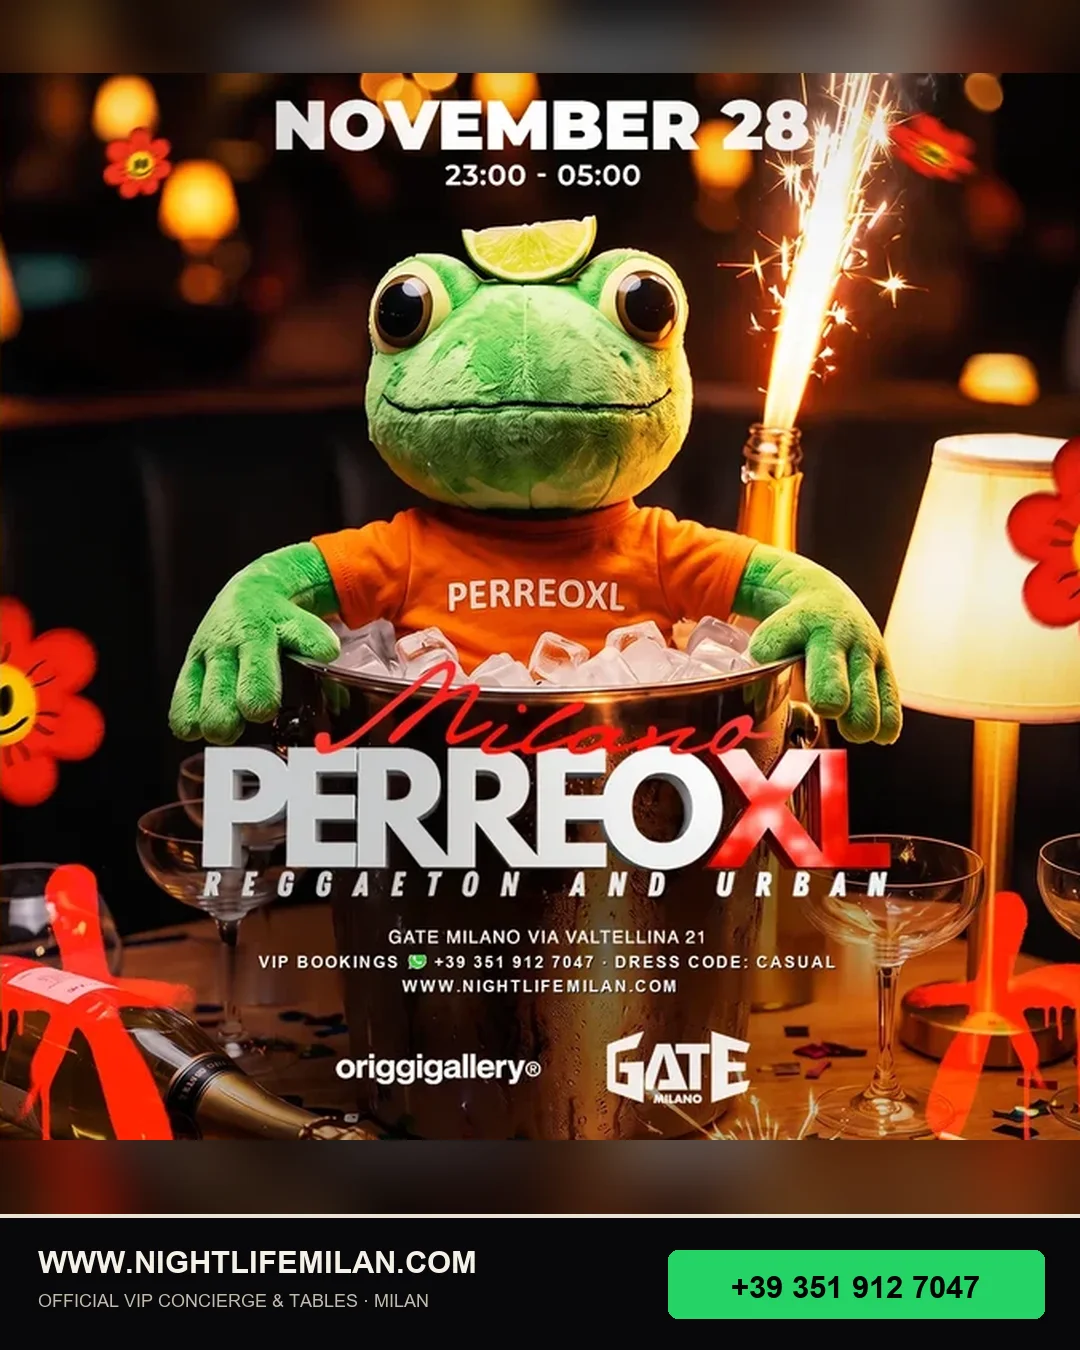 NOVEMBER 28
23:00 - 05:00
PERREOXL
Milano
PERREOXL
REGGAETON AND URBAN
GATE MILANO VIA VALTELLINA 21
VIP BOOKINGS +39 351 912 7047 · DRESS CODE: CASUAL
WWW.NIGHTLIFEMILAN.COM
origgigallery®
GATE
MILANO
WWW.NIGHTLIFEMILAN.COM
OFFICIAL VIP CONCIERGE & TABLES · MILAN
+39 351 912 7047